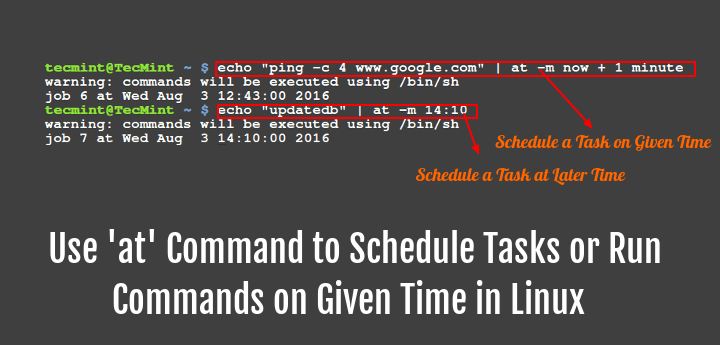 tecmint@TecMint ~ $ echo "ping -c 4 www.google.com" | at -m now + 1 minute
warning: commands will be executed using /bin/sh
job 6 at Wed Aug  3 12:43:00 2016
tecmint@TecMint ~ $ echo "updatedb" | at -m 14:10
warning: commands will be executed using /bin/sh
job 7 at Wed Aug  3 14:10:00 2016
Schedule a Task on Given Time
Schedule a Task at Later Time
Use 'at' Command to Schedule Tasks or Run
Commands on Given Time in Linux